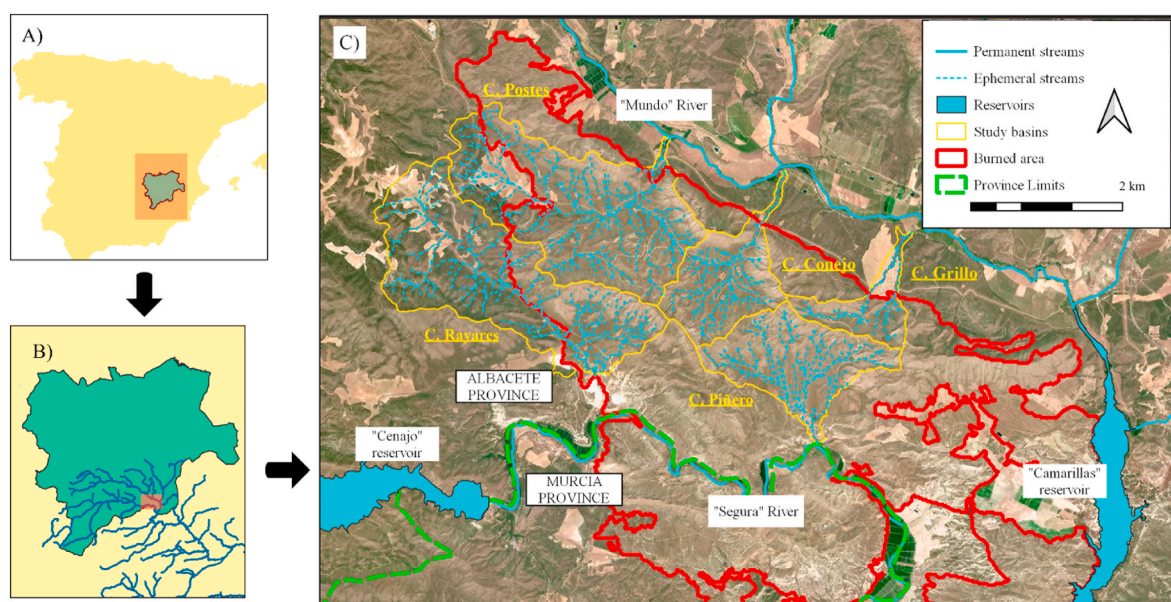 A)
B)
C)
C. Postes
"Mundo" River
Permanent streams
Ephemeral streams
Reservoirs
Study basins
Burned area
Province Limits
2 km
C. Conejo
C. Grillo
C. Rayares
ALBACETE
PROVINCE
C. Piñero
"Cenajo"
reservoir
MURCIA
PROVINCE
"Segura" River
"Camarillas"
reservoir